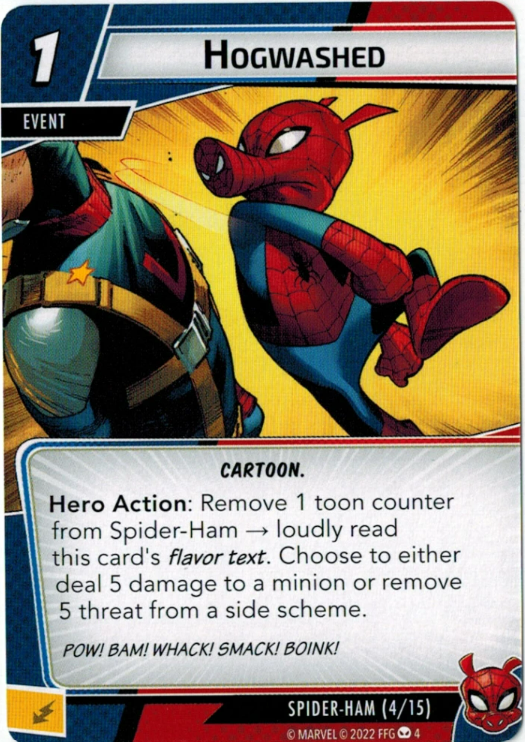 1
HOGWASHED
EVENT
CARTOON.
Hero Action: Remove 1 toon counter
from Spider-Ham → loudly read
this card's flavor text. Choose to either
deal 5 damage to a minion or remove
5 threat from a side scheme.
POW! BAM! WHACK! SMACK! BOINK!
SPIDER-HAM (4/15)
© MARVEL © 2022 FFG 4